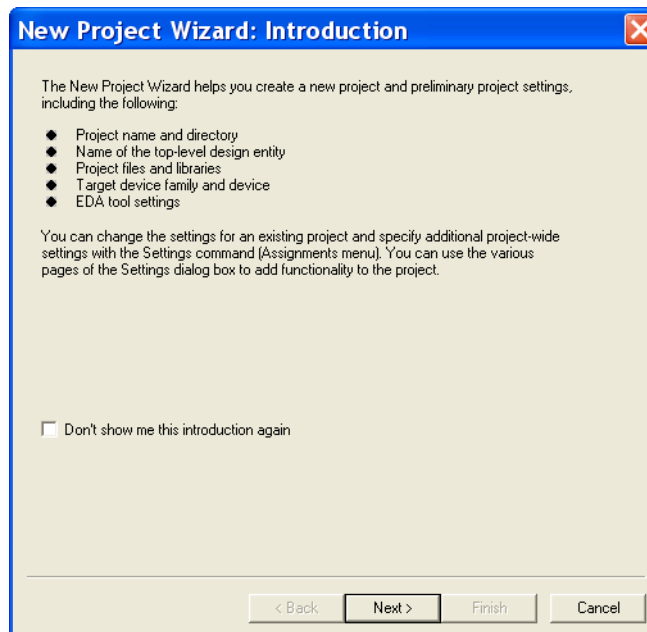 New Project Wizard: Introduction
The New Project Wizard helps you create a new project and preliminary project settings,
including the following:
Project name and directory
Name of the top-level design entity
Project files and libraries
Target device family and device
EDA tool settings
You can change the settings for an existing project and specify additional project-wide
settings with the Settings command (Assignments menu). You can use the various
pages of the Settings dialog box to add functionality to the project.
Don't show me this introduction again
< Back Next > Finish Cancel